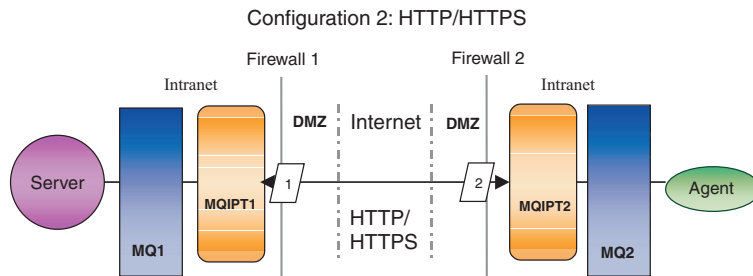 Configuration 2: HTTP/HTTPS
Firewall 1
Firewall 2
Intranet
Intranet
DMZ
Internet
DMZ
Server
MQ1
MQIPT1
1
2
MQIPT2
MQ2
Agent
HTTP/
HTTPS